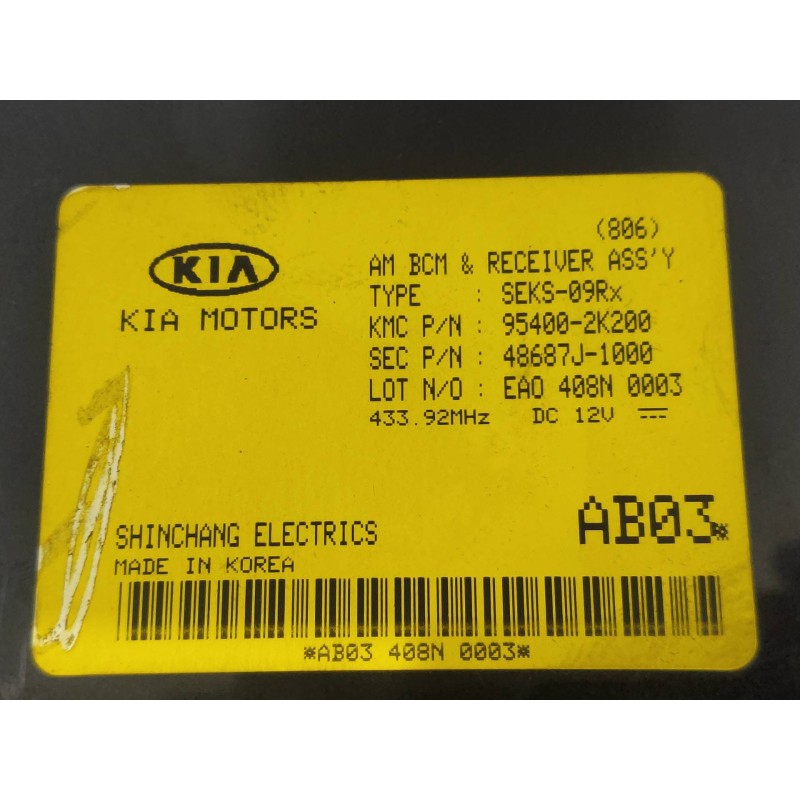 (806)
KIA
KIA MOTORS
AM BCM & RECEIVER ASS'Y
TYPE : SEKS-09Rx
KMC P/N : 95400-2K200
SEC P/N : 48687J-1000
LOT N/O : EAO 408N 0003
433.92MHz DC 12V
SHINCHANG ELECTRICS
AB03*
MADE IN KOREA
*AB03 408N 0003*